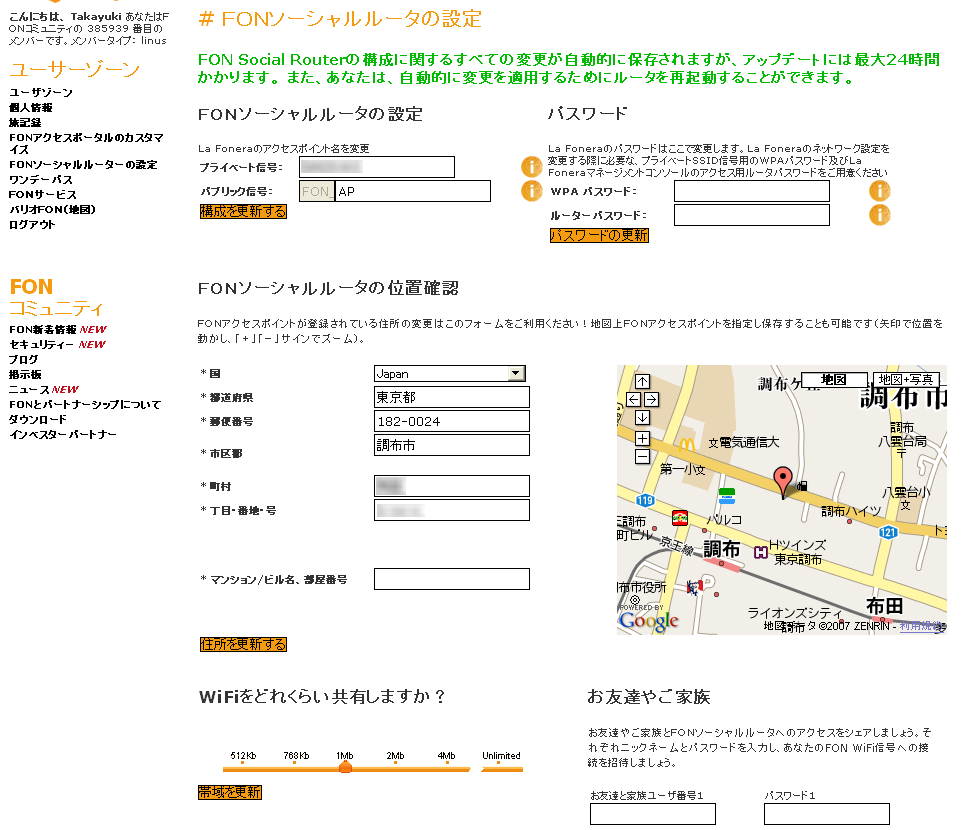 こんにちは、Takayuki あなたはF
ONコミュニティの 385939 番目の
メンバーです。メンバータイプ: linus
ユーザーゾーン
ユーザゾーン
個人情報
旅記録
FONアクセスポータルのカスタマ
イズ
FONソーシャルルーターの設定
ワンデーパス
FONサービス
バリオFON(地図)
ログアウト
FON
コミュニティ
FON新着情報 NEW
セキュリティー NEW
ブログ
掲示板
ニュース NEW
FONとパートナーシップについて
ダウンロード
インベスターパートナー
# FONソーシャルルータの設定
FON Social Routerの構成に関するすべての変更が自動的に保存されますが、アップデートには最大24時間
かかります。また、あなたは、自動的に変更を適用するためにルータを再起動することができます。
FONソーシャルルータの設定
La Foneraのアクセスポイント名を変更
プライベート信号:
パブリック信号: FON_ AP
構成を更新する
パスワード
La Foneraのパスワードはここで変更します。La Foneraのネットワーク設定を
変更する際に必要な、プライベートSSID信号用のWPAパスワード及びLa
Foneraマネージメントコンソールのアクセス用ルータパスワードをご用意ください
WPA パスワード:
ルーターパスワード:
パスワードの更新
FONソーシャルルータの位置確認
FONアクセスポイントが登録されている住所の変更はこのフォームをご利用ください！地図上FONアクセスポイントを指定し保存することも可能です(矢印で位置を
動かし、「+」「-」サインでズーム)。
* 国 Japan
* 都道府県 東京都
* 郵便番号 182-0024
* 市区郡 調布市
* 町村
* 丁目・番地・号
* マンション/ビル名、部屋番号
住所を更新する
調布ケ
地図
地図+写真
調布市
調布
八雲台局
文電気通信大
第一小文
八雲台小
文
119
パルコ
調布ハイツ
121
調布
町ビル
京王線
調布
Hツインズ
東京調布
布市役所
布田
ライオンズシティ
調布
POWERED BY
Google
地図データ ©2007 ZENRIN - 利用規約
WiFiをどれくらい共有しますか？
512Kb 768Kb 1Mb 2Mb 4Mb Unlimited
帯域を更新
お友達やご家族
お友達やご家族とFONソーシャルルータへのアクセスをシェアしましょう。そ
れぞれニックネームとパスワードを入力し、あなたのFON WiFi信号への接
続を招待しましょう。
お友達と家族ユーザ番号1 パスワード1